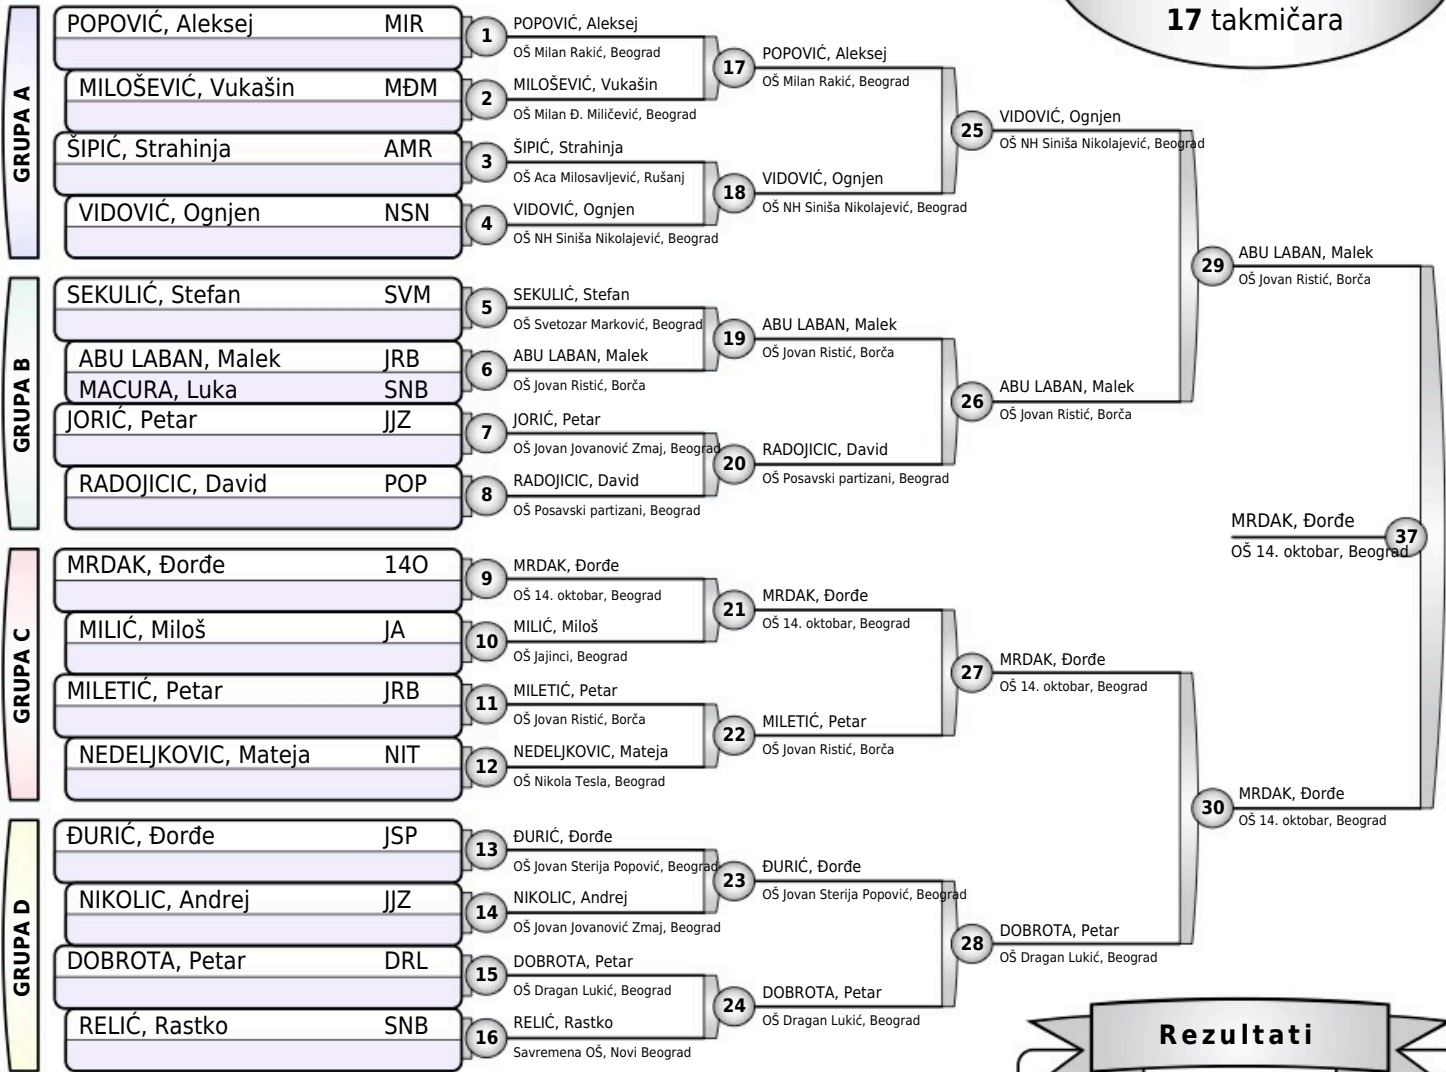 17 takmičara
GRUPA A
POPOVIĆ, Aleksej MIR
MILOŠEVIĆ, Vukašin MĐM
ŠIPIĆ, Strahinja AMR
VIDOVIĆ, Ognjen NSN
GRUPA B
SEKULIĆ, Stefan SVM
ABU LABAN, Malek JRB
MACURA, Luka SNB
JORIĆ, Petar JJZ
RADOJICIC, David POP
GRUPA C
MRDAK, Đorđe 14O
MILIĆ, Miloš JA
MILETIĆ, Petar JRB
NEDELJKOVIC, Mateja NIT
GRUPA D
ĐURIĆ, Đorđe JSP
NIKOLIC, Andrej JJZ
DOBROTA, Petar DRL
RELIĆ, Rastko SNB
1 POPOVIĆ, Aleksej
OŠ Milan Rakić, Beograd
2 MILOŠEVIĆ, Vukašin
OŠ Milan Đ. Miličević, Beograd
3 ŠIPIĆ, Strahinja
OŠ Aca Milosavljević, Rušanj
4 VIDOVIĆ, Ognjen
OŠ NH Siniša Nikolajević, Beograd
5 SEKULIĆ, Stefan
OŠ Svetozar Marković, Beograd
6 ABU LABAN, Malek
OŠ Jovan Ristić, Borča
7 JORIĆ, Petar
OŠ Jovan Jovanović Zmaj, Beograd
8 RADOJICIC, David
OŠ Posavski partizani, Beograd
9 MRDAK, Đorđe
OŠ 14. oktobar, Beograd
10 MILIĆ, Miloš
OŠ Jajinci, Beograd
11 MILETIĆ, Petar
OŠ Jovan Ristić, Borča
12 NEDELJKOVIC, Mateja
OŠ Nikola Tesla, Beograd
13 ĐURIĆ, Đorđe
OŠ Jovan Sterija Popović, Beograd
14 NIKOLIC, Andrej
OŠ Jovan Jovanović Zmaj, Beograd
15 DOBROTA, Petar
OŠ Dragan Lukić, Beograd
16 RELIĆ, Rastko
Savremena OŠ, Novi Beograd
17 POPOVIĆ, Aleksej
OŠ Milan Rakić, Beograd
18 VIDOVIĆ, Ognjen
OŠ NH Siniša Nikolajević, Beograd
19 ABU LABAN, Malek
OŠ Jovan Ristić, Borča
20 RADOJICIC, David
OŠ Posavski partizani, Beograd
21 MRDAK, Đorđe
OŠ 14. oktobar, Beograd
22 MILETIĆ, Petar
OŠ Jovan Ristić, Borča
23 ĐURIĆ, Đorđe
OŠ Jovan Sterija Popović, Beograd
24 DOBROTA, Petar
OŠ Dragan Lukić, Beograd
25 VIDOVIĆ, Ognjen
OŠ NH Siniša Nikolajević, Beograd
26 ABU LABAN, Malek
OŠ Jovan Ristić, Borča
27 MRDAK, Đorđe
OŠ 14. oktobar, Beograd
28 DOBROTA, Petar
OŠ Dragan Lukić, Beograd
29 ABU LABAN, Malek
OŠ Jovan Ristić, Borča
30 MRDAK, Đorđe
OŠ 14. oktobar, Beograd
MRDAK, Đorđe 37
OŠ 14. oktobar, Beograd
Rezultati